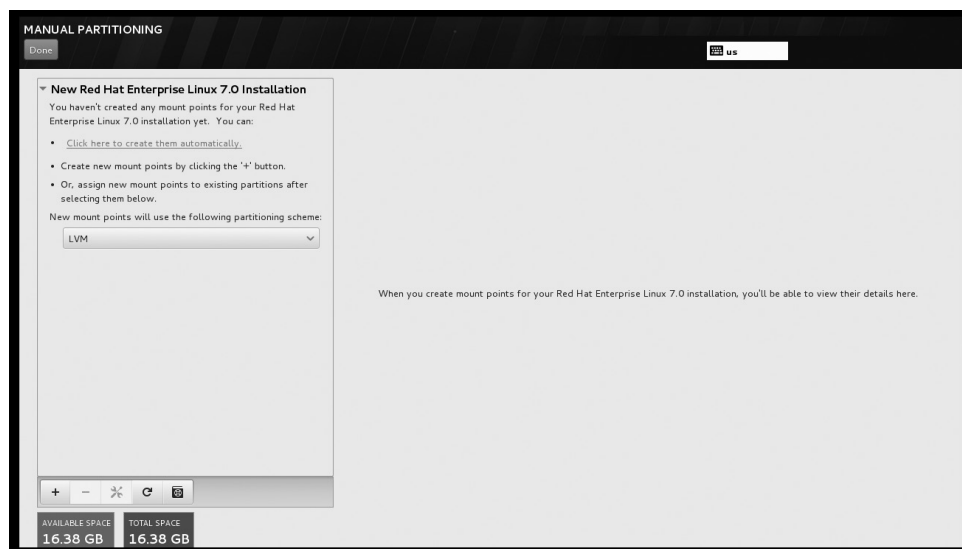 MANUAL PARTITIONING
Done
us
New Red Hat Enterprise Linux 7.0 Installation
You haven't created any mount points for your Red Hat
Enterprise Linux 7.0 installation yet. You can:
• Click here to create them automatically.
• Create new mount points by clicking the '+' button.
• Or, assign new mount points to existing partitions after
selecting them below.
New mount points will use the following partitioning scheme:
LVM
When you create mount points for your Red Hat Enterprise Linux 7.0 installation, you'll be able to view their details here.
+ −
AVAILABLE SPACE
16.38 GB
TOTAL SPACE
16.38 GB